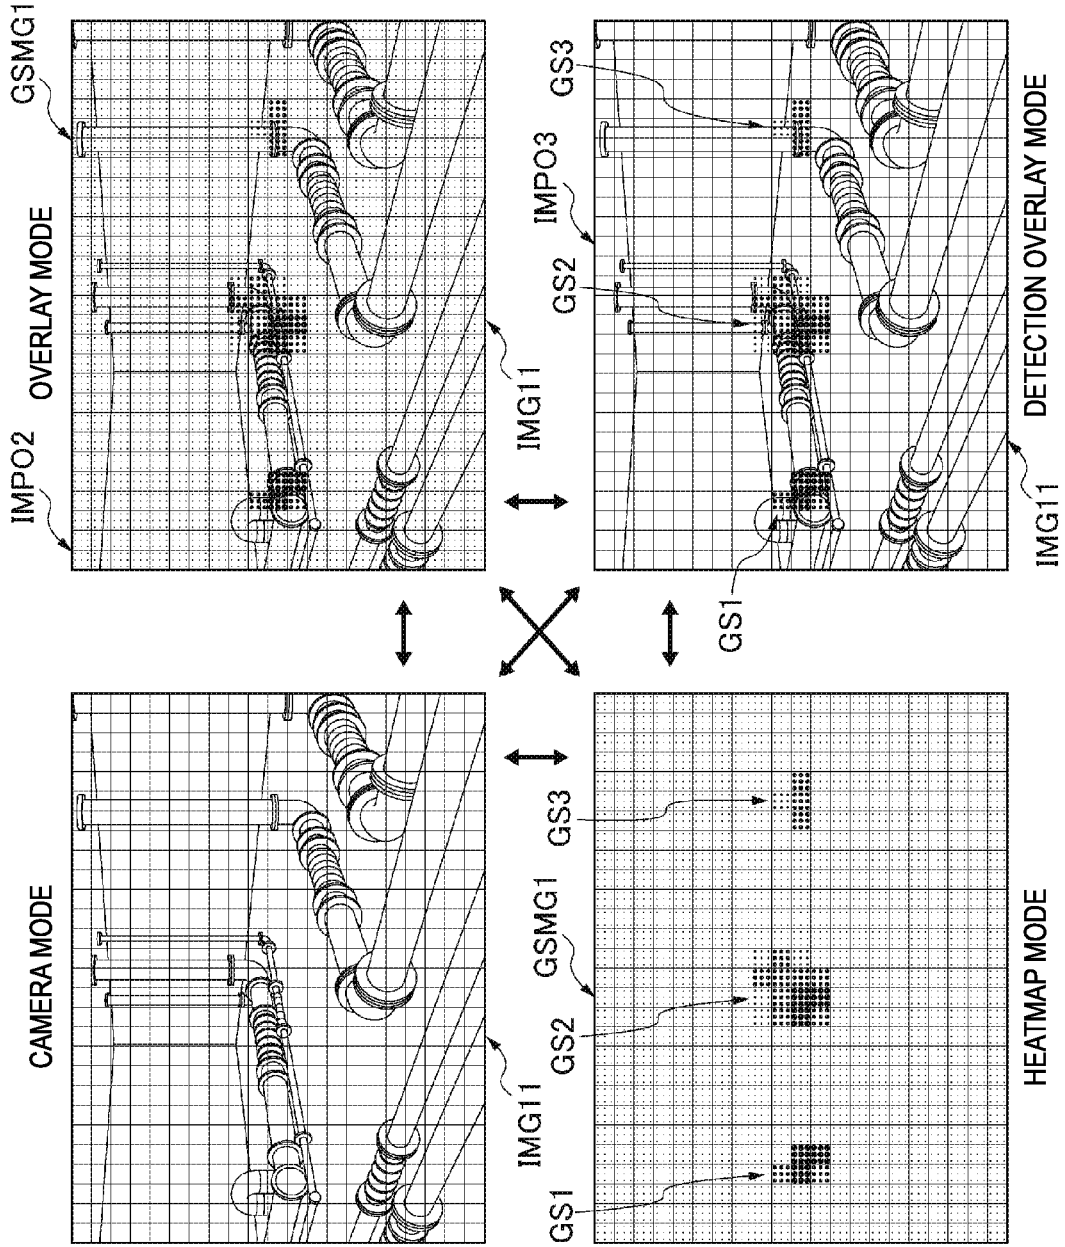 IMPO2
GSMG1
CAMERA MODE
OVERLAY MODE
IMG11
IMG11
GS1
GS2
GSMG1
GS3
GS1
GS2
IMPO3
GS3
HEATMAP MODE
DETECTION OVERLAY MODE
IMG11